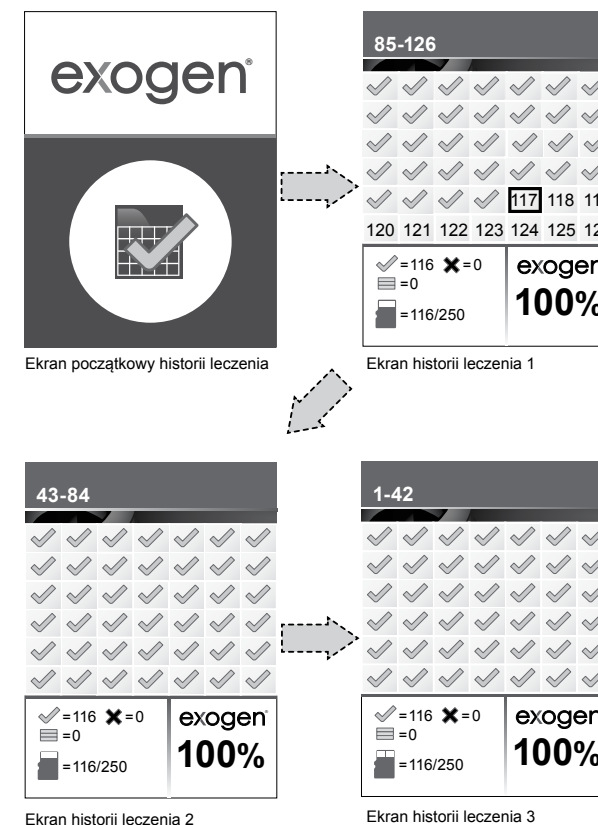 exogen®
Ekran początkowy historii leczenia
85-126
117 118
120 121 122 123 124 125
=116 ✖=0
=0
=116/250
exogen
100%
Ekran historii leczenia 1
43-84
=116 ✖=0
=0
=116/250
exogen®
100%
Ekran historii leczenia 2
1-42
=116 ✖=0
=0
=116/250
exogen
100%
Ekran historii leczenia 3